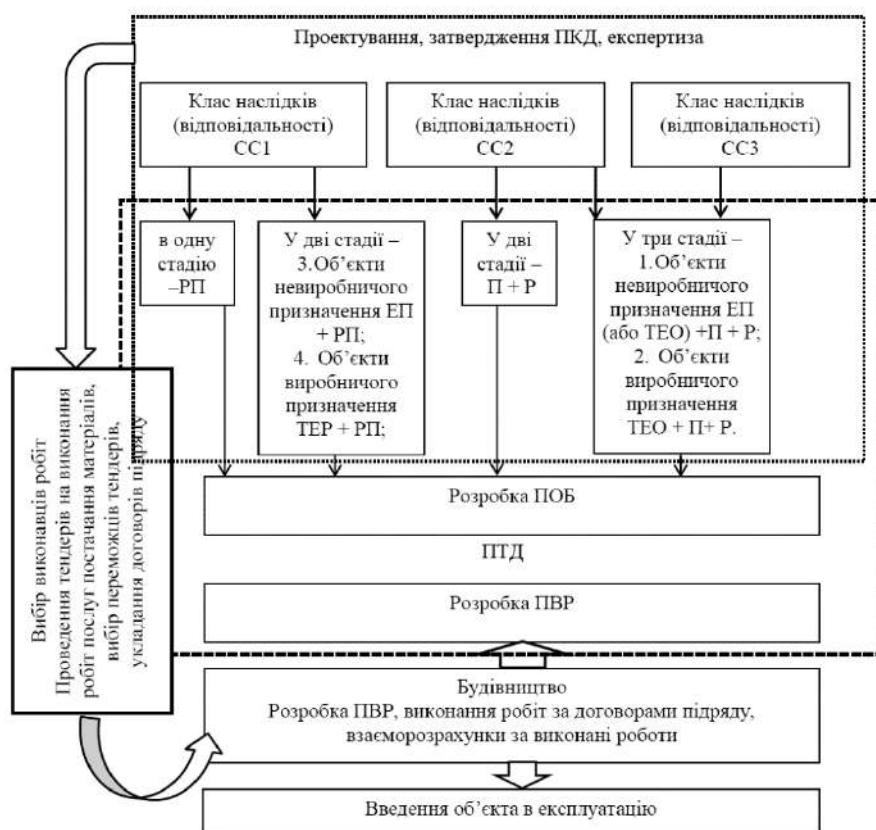 Проектування, затвердження ПКД, експертиза
Клас наслідків
(відповідальності)
СС1
Клас наслідків
(відповідальності)
СС2
Клас наслідків
(відповідальності)
СС3
в одну
стадію
–РП
У дві стадії –
3.Об’єкти
невиробничого
призначення ЕП
+ РП;
4. Об’єкти
виробничого
призначення
ТЕР + РП;
У дві
стадії –
П + Р
У три стадії –
1.Об’єкти
невиробничого
призначення ЕП
(або ТЕО) +П + Р;
2. Об’єкти
виробничого
призначення
ТЕО + П+ Р.
Вибір виконавців робіт
Проведення тендерів на виконання
робіт послуг постачання матеріалів,
вибір переможців тендерів,
укладання договорів підряду
Розробка ПОБ
ПТД
Розробка ПВР
Будівництво
Розробка ПВР, виконання робіт за договорами підряду,
взаєморозрахунки за виконані роботи
Введення об’єкта в експлуатацію